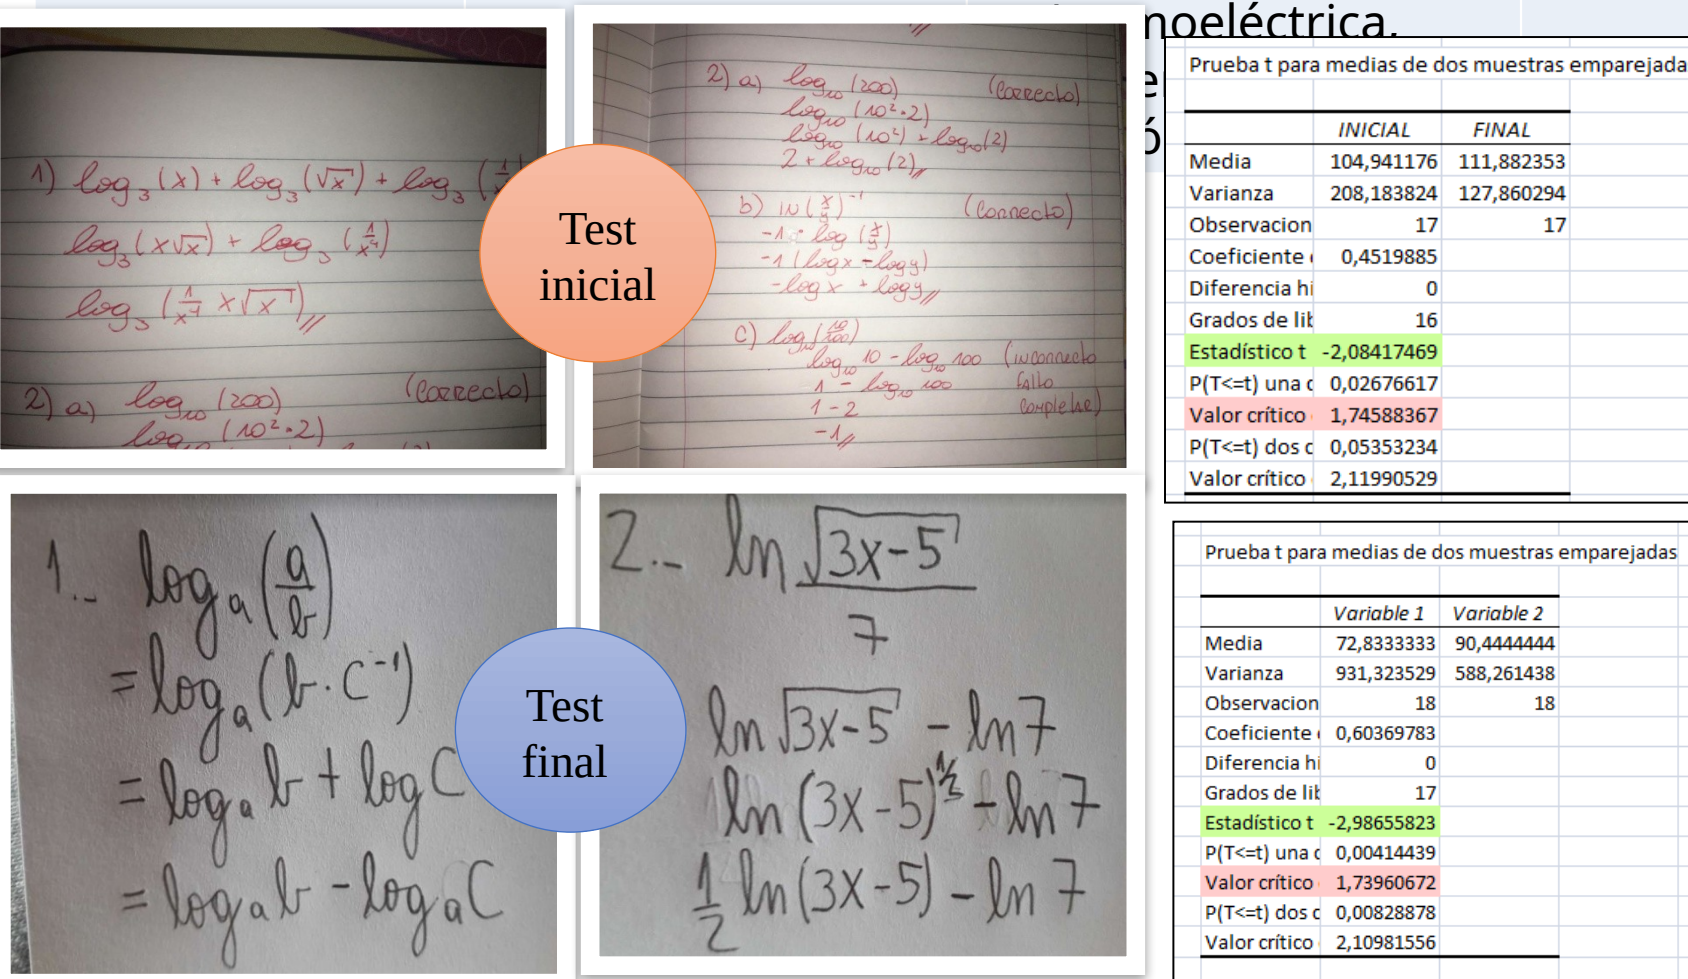 moeléctrica,
1) log₃(x) + log₃(√x) + log₃(
log₃(x√x) + log₃(1/x⁴)
log₃(1/x⁴ x√x)//
2) a) log₁₀(200) (Correcto)
log₁₀(10²·2)
2) a) log₁₀(200) (Correcto)
log₁₀(10²·2)
log₁₀(10²) + log₁₀(2)
2 + log₁₀(2)//
b) ln(x/y)⁻¹ (Correcto)
-1 · log(x/y)
-1(logx - logy)
-logx + logy//
c) log₁₀(10/100)
log₁₀ 10 - log₁₀ 100 (incorrecto
1 - log₁₀ 100 falto
1 - 2 completar)
-1//
Test
inicial
1.- logₐ(a/b)
= logₐ(b·c⁻¹)
= logₐ b + log C
= logₐ b - logₐ C
2.- ln √3x-5 / 7
ln √3x-5 - ln 7
ln (3x-5)^½ - ln 7
½ ln(3x-5) - ln 7
Test
final
Prueba t para medias de dos muestras emparejada
INICIAL FINAL
Media 104,941176 111,882353
Varianza 208,183824 127,860294
Observacion 17 17
Coeficiente 0,4519885
Diferencia hi 0
Grados de lib 16
Estadístico t -2,08417469
P(T<=t) una c 0,02676617
Valor crítico 1,74588367
P(T<=t) dos c 0,05353234
Valor crítico 2,11990529
Prueba t para medias de dos muestras emparejadas
Variable 1 Variable 2
Media 72,8333333 90,4444444
Varianza 931,323529 588,261438
Observacion 18 18
Coeficiente 0,60369783
Diferencia hi 0
Grados de lib 17
Estadístico t -2,98655823
P(T<=t) una c 0,00414439
Valor crítico 1,73960672
P(T<=t) dos c 0,00828878
Valor crítico 2,10981556